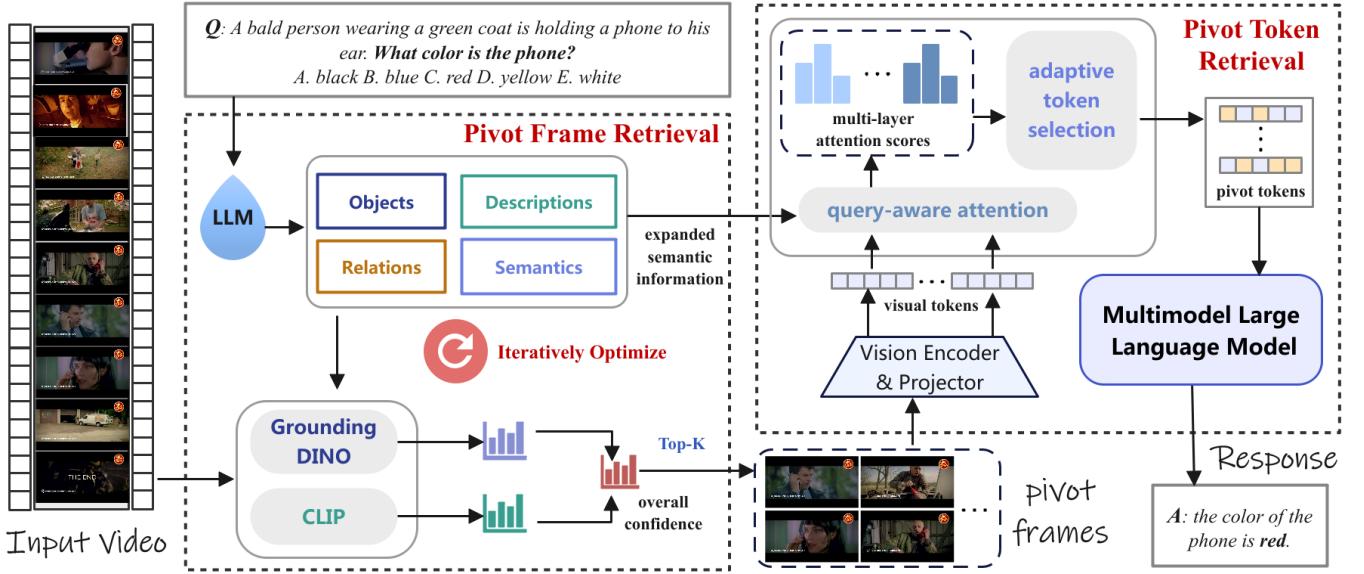 Q: A bald person wearing a green coat is holding a phone to his
ear. What color is the phone?
A. black B. blue C. red D. yellow E. white
Pivot Frame Retrieval
LLM
Objects
Descriptions
Relations
Semantics
expanded
semantic
information
Iteratively Optimize
Grounding
DINO
CLIP
Top-K
overall
confidence
Input Video
THE END
Pivot Token
Retrieval
multi-layer
attention scores
adaptive
token
selection
pivot tokens
query-aware attention
visual tokens
Vision Encoder
& Projector
Multimodel Large
Language Model
pivot
frames
Response
A: the color of the
phone is red.